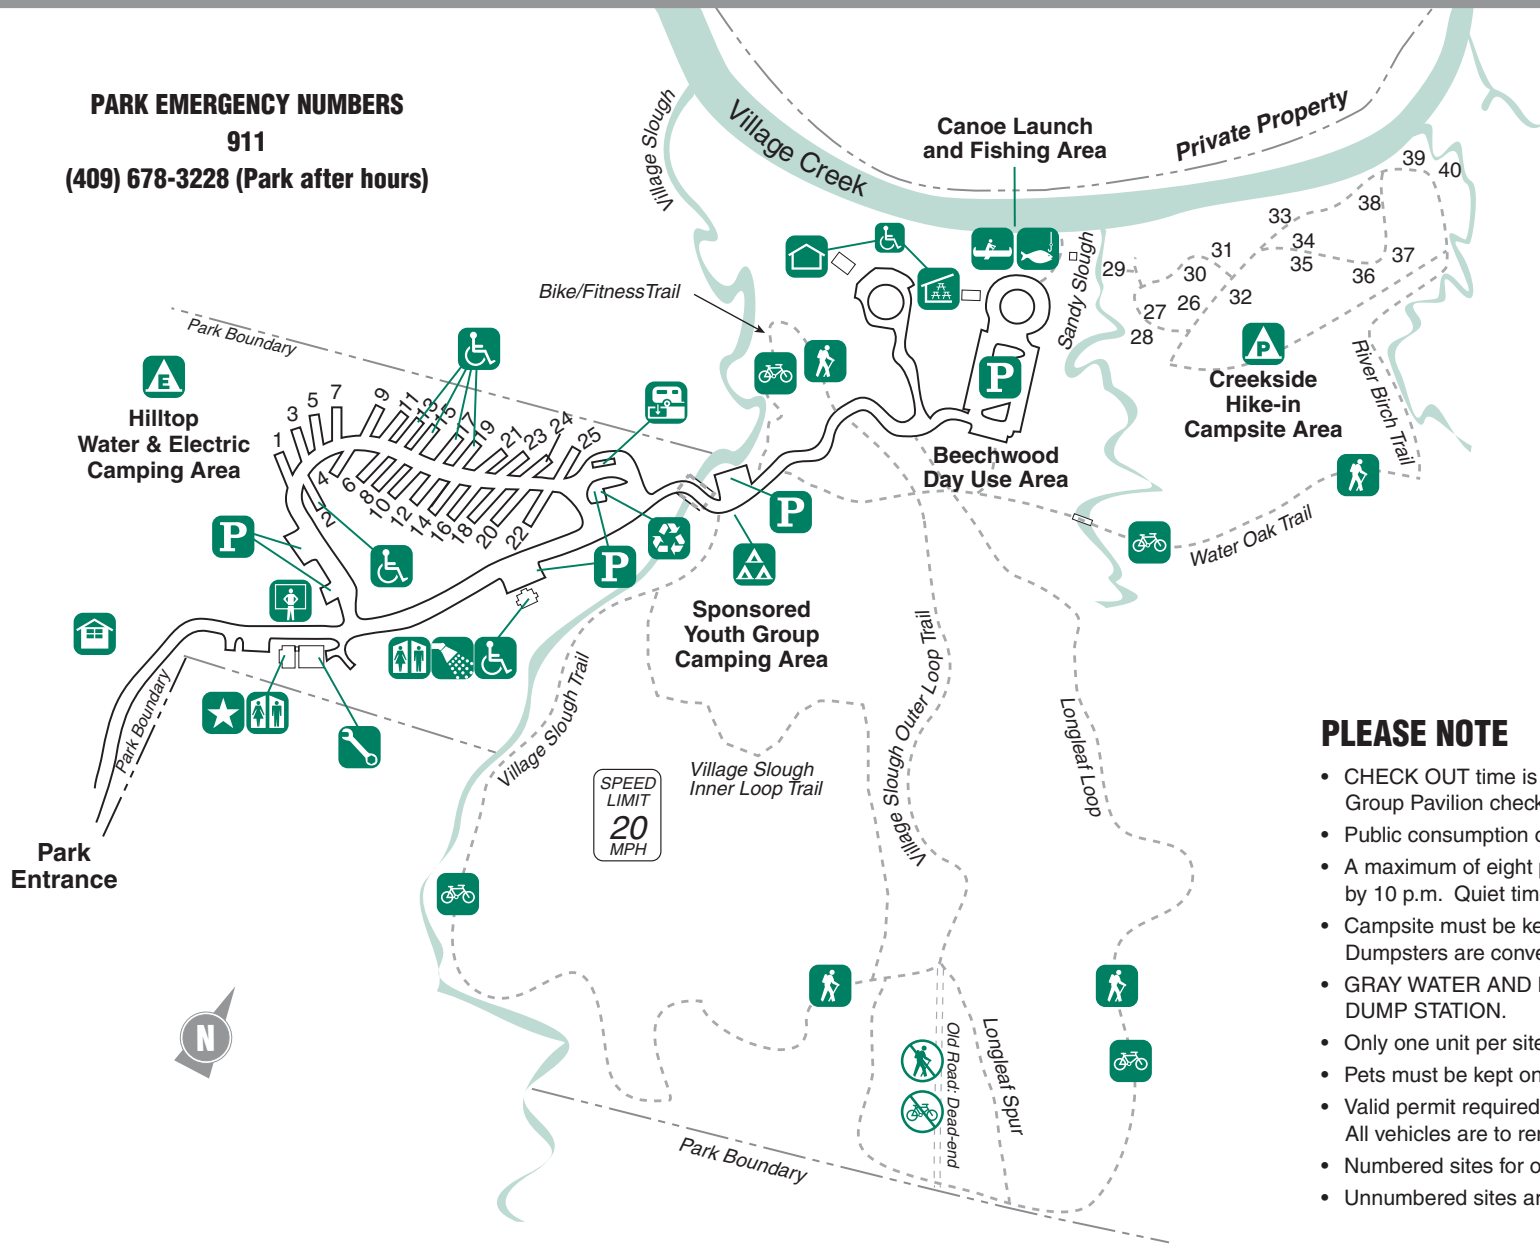 PARK EMERGENCY NUMBERS
911
(409) 678-3228 (Park after hours)
Village Slough
Village Creek
Canoe Launch
and Fishing Area
Private Property
39
40
38
33
34
35
37
36
31
30
29
32
26
27
28
Sandy Slough
Bike/FitnessTrail
Park Boundary
E
Hilltop
Water & Electric
Camping Area
1
3
5
7
9
11
13
15
17
19
21
23
24
25
4
2
6
8
10
12
14
16
18
20
22
P
P
P
P
P
Creekside
Hike-in
Campsite Area
River Birch Trail
Beechwood
Day Use Area
Water Oak Trail
Sponsored
Youth Group
Camping Area
Village Slough Trail
Village Slough Outer Loop Trail
Longleaf Loop
Park Boundary
Park
Entrance
SPEED
LIMIT
20
MPH
Village Slough
Inner Loop Trail
N
Old Road: Dead-end
Longleaf Spur
Park Boundary
PLEASE NOTE
• CHECK OUT time is
Group Pavilion check
• Public consumption
• A maximum of eight
by 10 p.m. Quiet tim
• Campsite must be ke
Dumpsters are conve
• GRAY WATER AND
DUMP STATION.
• Only one unit per site
• Pets must be kept on
• Valid permit required
All vehicles are to re
• Numbered sites for o
• Unnumbered sites a